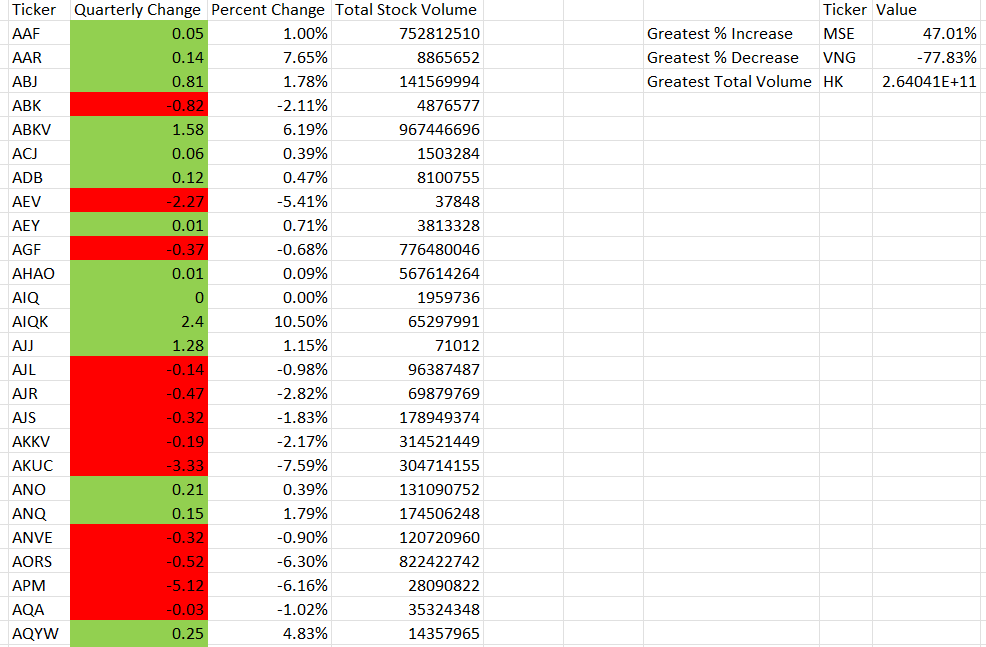 Ticker Quarterly Change Percent Change Total Stock Volume Ticker Value
AAF 0.05 1.00% 752812510 Greatest % Increase MSE 47.01%
AAR 0.14 7.65% 8865652 Greatest % Decrease VNG -77.83%
ABJ 0.81 1.78% 141569994 Greatest Total Volume HK 2.64041E+11
ABK -0.82 -2.11% 4876577
ABKV 1.58 6.19% 967446696
ACJ 0.06 0.39% 1503284
ADB 0.12 0.47% 8100755
AEV -2.27 -5.41% 37848
AEY 0.01 0.71% 3813328
AGF -0.37 -0.68% 776480046
AHAO 0.01 0.09% 567614264
AIQ 0 0.00% 1959736
AIQK 2.4 10.50% 65297991
AJJ 1.28 1.15% 71012
AJL -0.14 -0.98% 96387487
AJR -0.47 -2.82% 69879769
AJS -0.32 -1.83% 178949374
AKKV -0.19 -2.17% 314521449
AKUC -3.33 -7.59% 304714155
ANO 0.21 0.39% 131090752
ANQ 0.15 1.79% 174506248
ANVE -0.32 -0.90% 120720960
AORS -0.52 -6.30% 822422742
APM -5.12 -6.16% 28090822
AQA -0.03 -1.02% 35324348
AQYW 0.25 4.83% 14357965